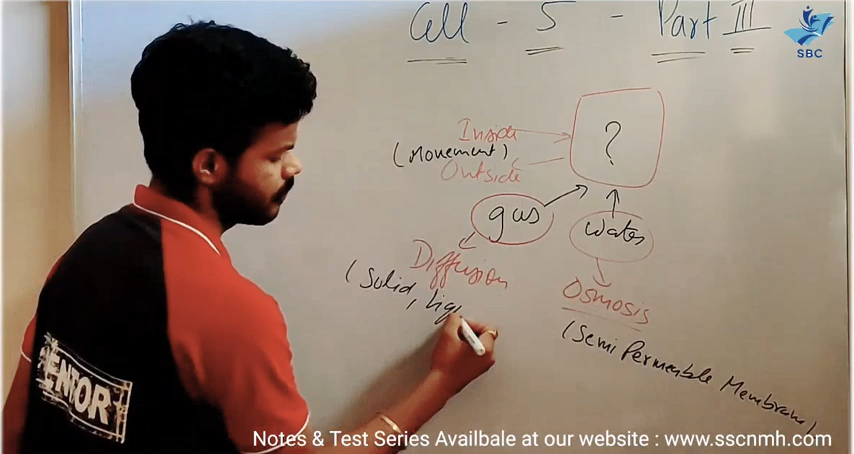 Cell - 5 - Part III
SBC
Inside
(Movement)
Outside
?
gas
water
Diffusion
(Solid, Liq
Osmosis
(Semi Permeable Membrane)
MENTOR
Notes & Test Series Availbale at our website : www.sscnmh.com